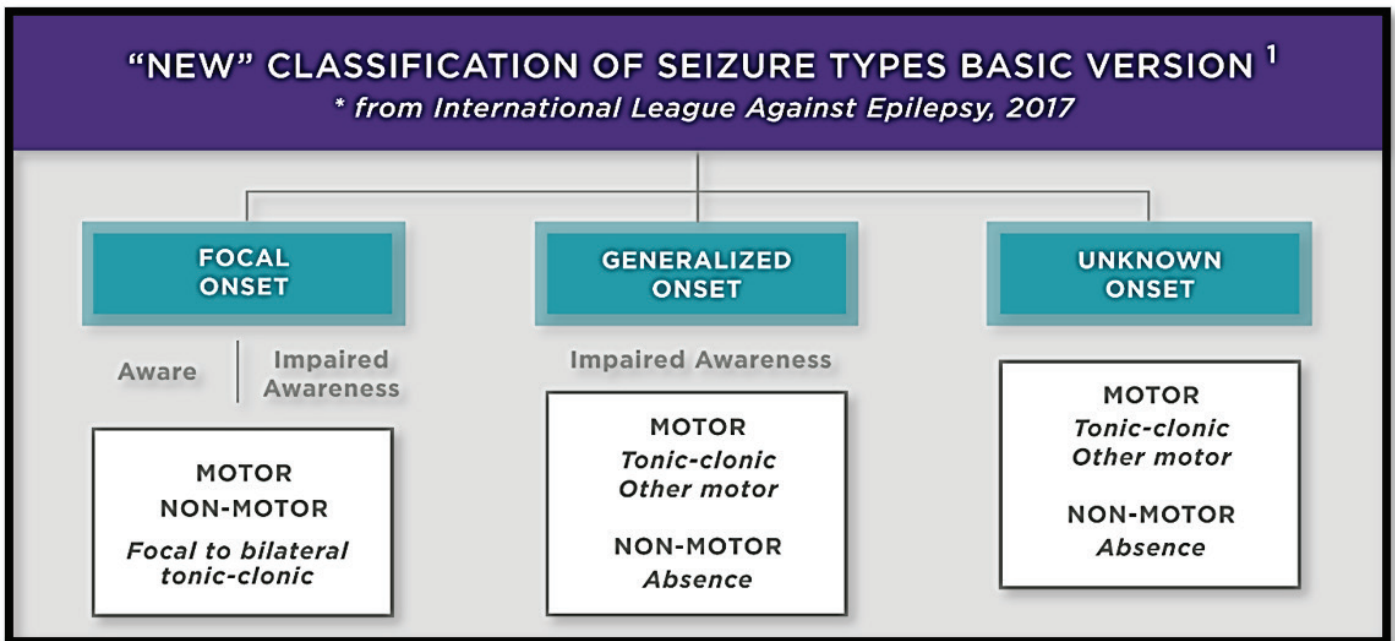 “NEW” CLASSIFICATION OF SEIZURE TYPES BASIC VERSION 1
* from International League Against Epilepsy, 2017
FOCAL
ONSET
Aware
Impaired
Awareness
MOTOR
NON-MOTOR
Focal to bilateral
tonic-clonic
GENERALIZED
ONSET
Impaired Awareness
MOTOR
Tonic-clonic
Other motor
NON-MOTOR
Absence
UNKNOWN
ONSET
MOTOR
Tonic-clonic
Other motor
NON-MOTOR
Absence